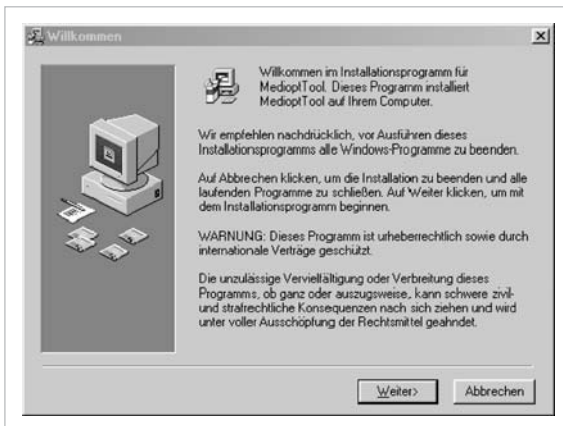 Willkommen
Willkommen im Installationsprogramm für
MedioptTool. Dieses Programm installiert
MedioptTool auf Ihrem Computer.
Wir empfehlen nachdrücklich, vor Ausführen dieses
Installationsprogramms alle Windows-Programme zu beenden.
Auf Abbrechen klicken, um die Installation zu beenden und alle
laufenden Programme zu schließen. Auf Weiter klicken, um mit
dem Installationsprogramm beginnen.
WARNUNG: Dieses Programm ist urheberrechtlich sowie durch
internationale Verträge geschützt.
Die unzulässige Vervielfältigung oder Verbreitung dieses
Programms, ob ganz oder auszugsweise, kann schwere zivil-
und strafrechtliche Konsequenzen nach sich ziehen und wird
unter voller Ausschöpfung der Rechtsmittel geahndet.
Weiter>
Abbrechen